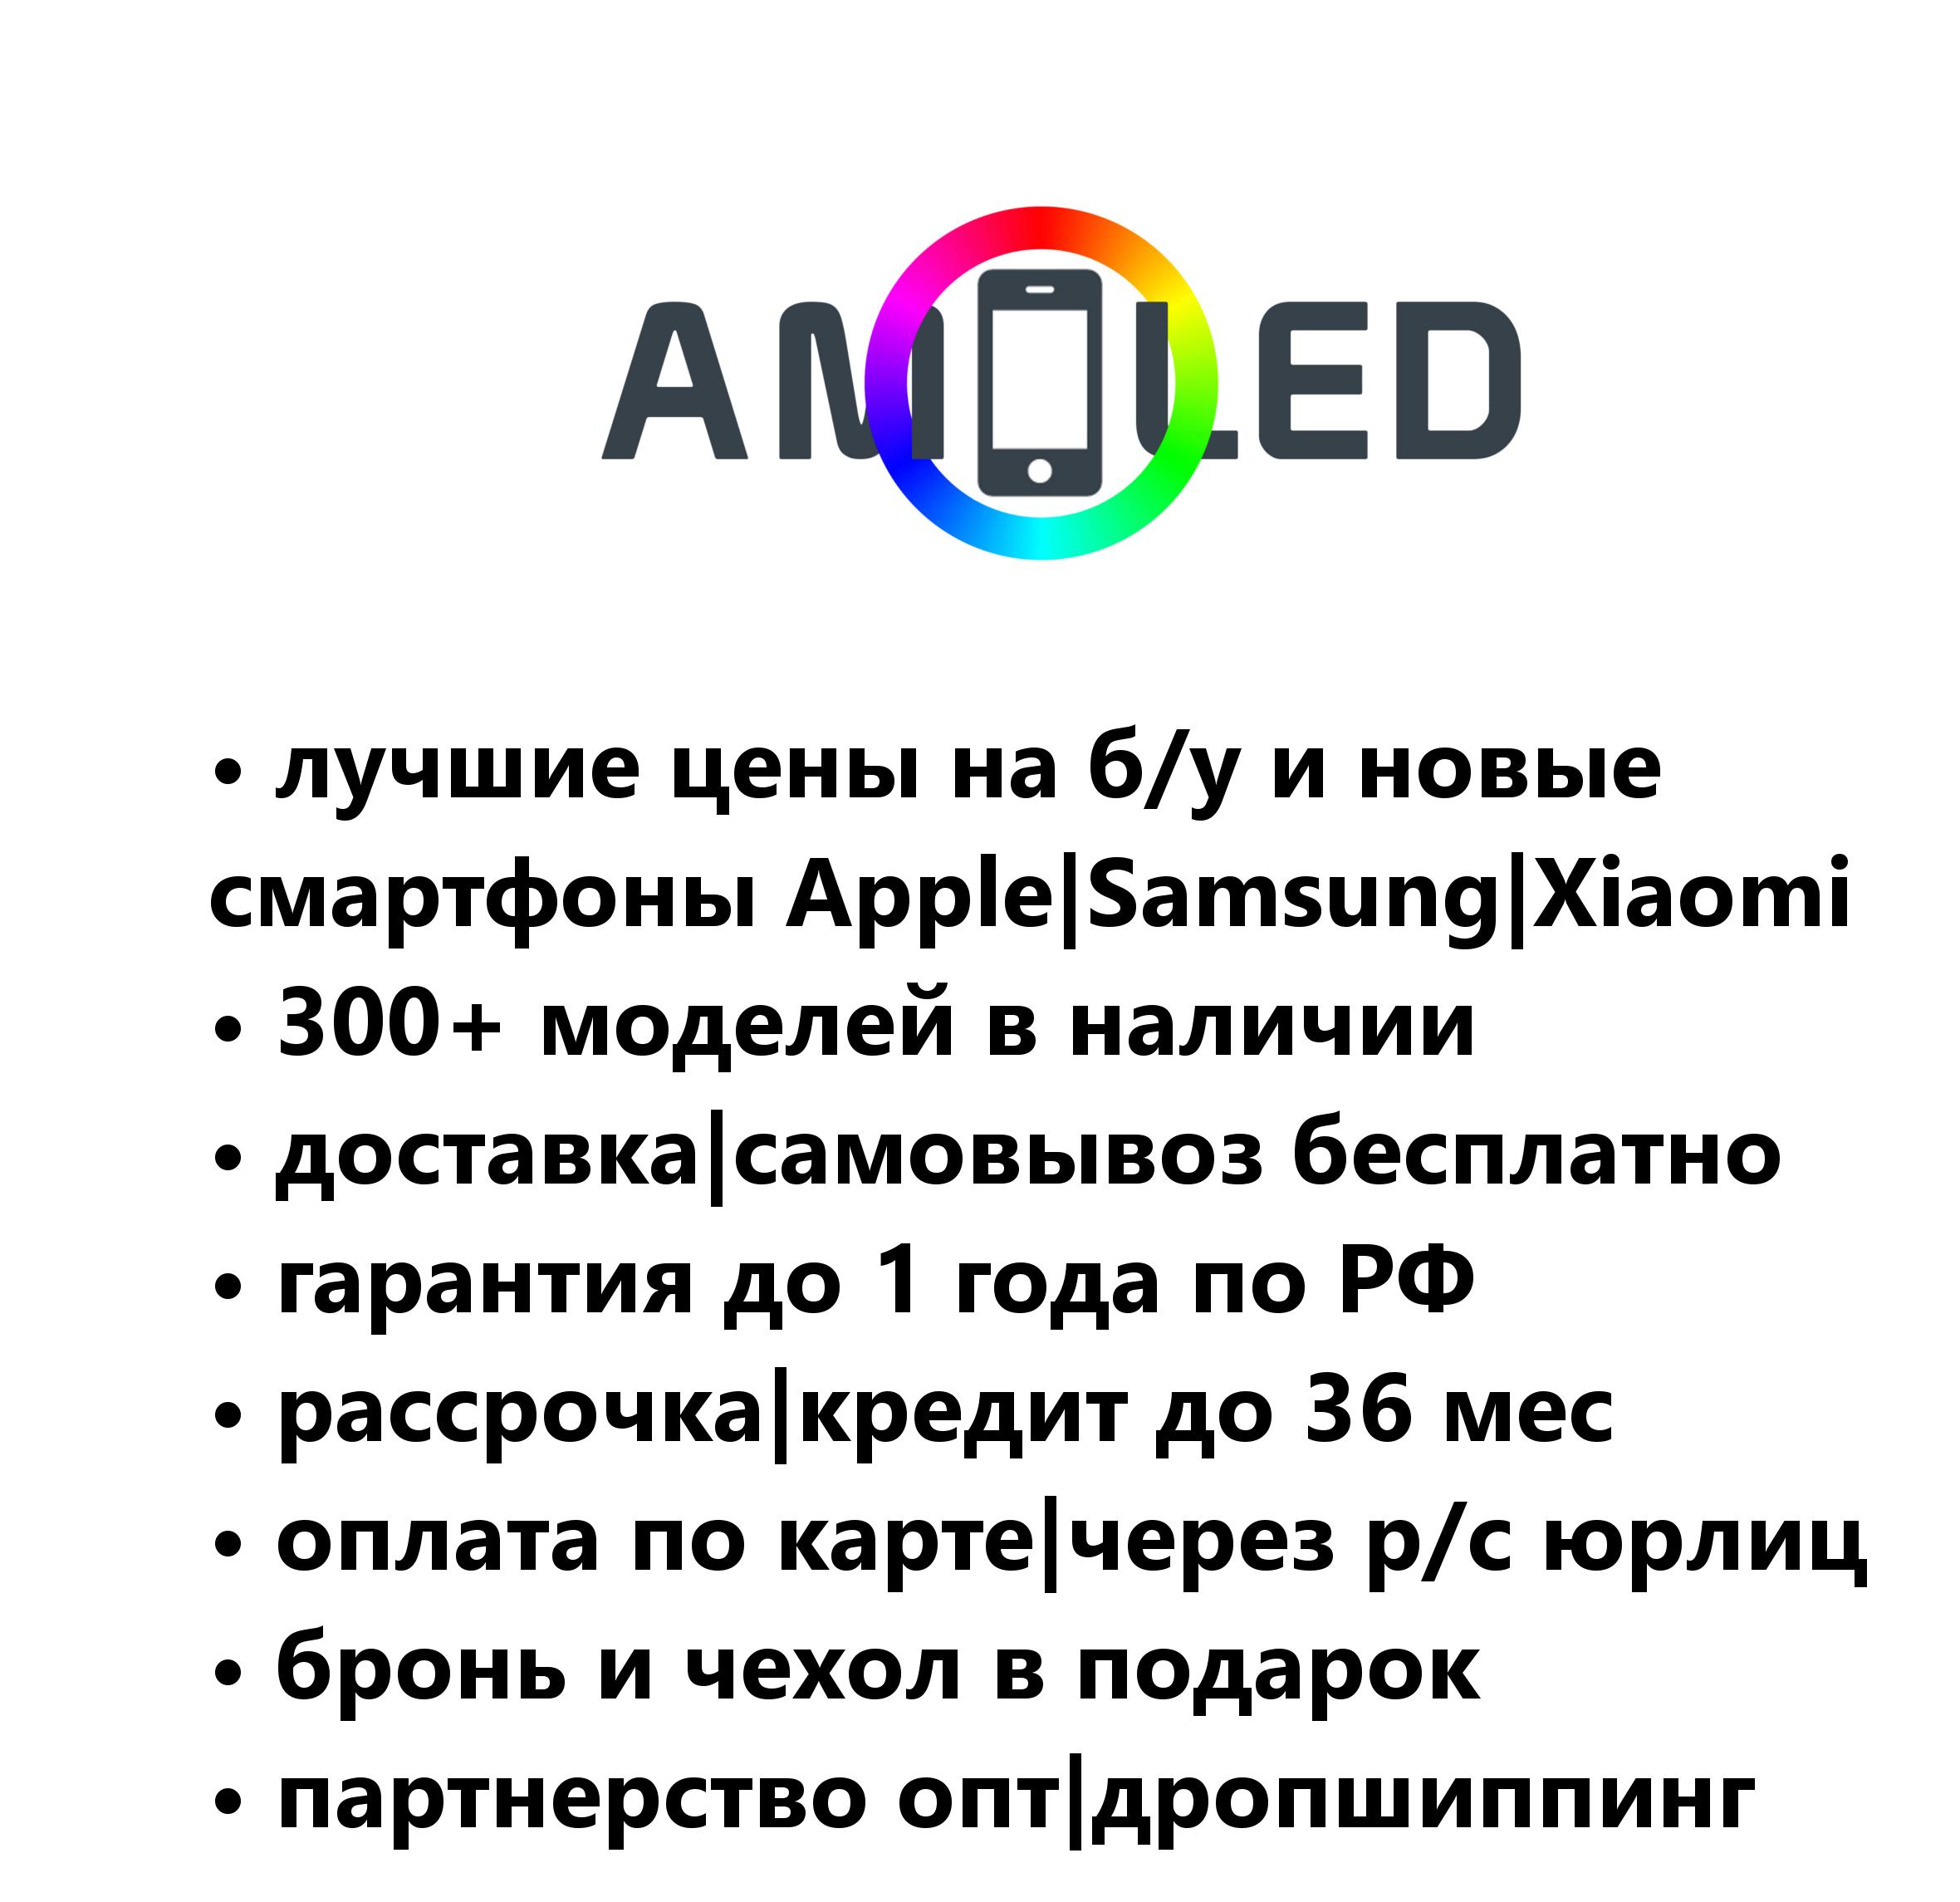 AMOLED
• лучшие цены на б/у и новые
смартфоны Apple|Samsung|Xiaomi
• 300+ моделей в наличии
• доставка|самовывоз бесплатно
• гарантия до 1 года по РФ
• рассрочка|кредит до 36 мес
• оплата по карте|через р/с юрлиц
• бронь и чехол в подарок
• партнерство опт|дропшиппинг